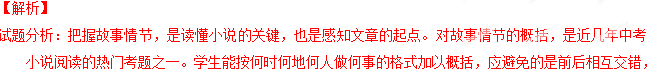 【解析】
试题分析：把握故事情节，是读懂小说的关键，也是感知文章的起点。对故事情节的概括，是近几年中考
小说阅读的热门考题之一。学生能按何时何地何人做何事的格式加以概括，应避免的是前后相互交错，